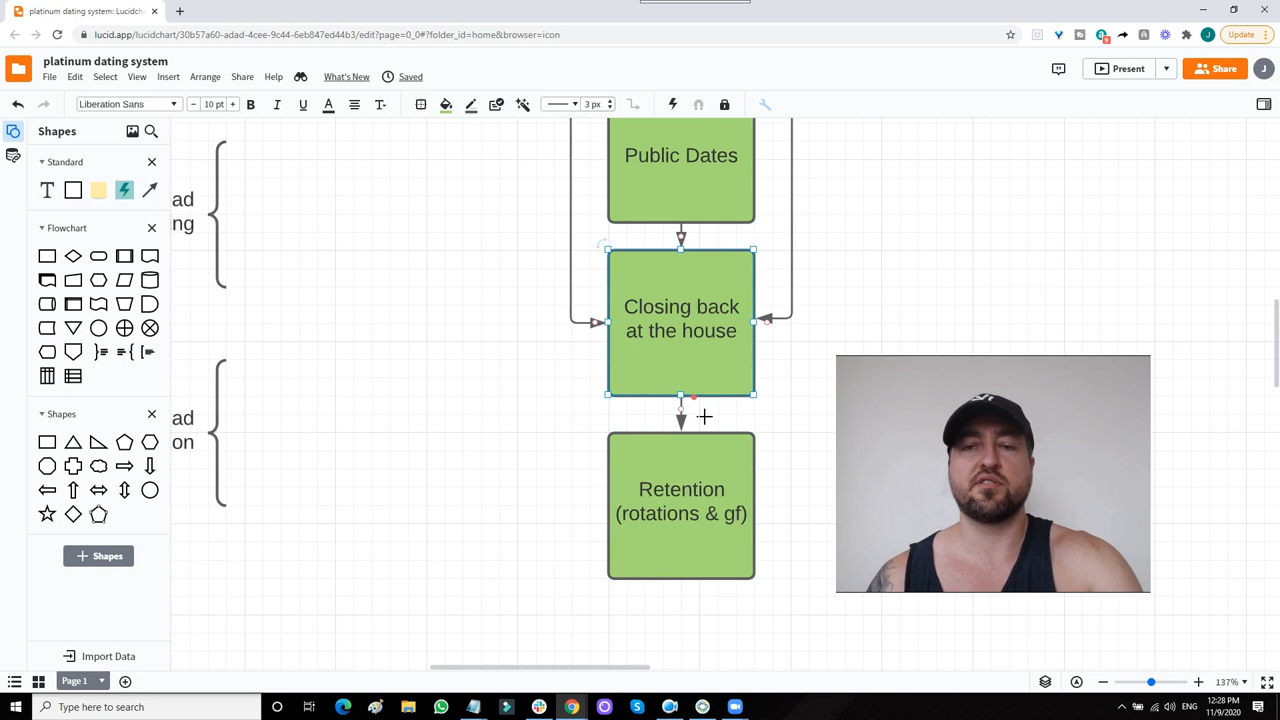 platinum dating system: Lucidcha
lucid.app/lucidchart/30b57a60-adad-4cee-9c44-6eb847ed44b3/edit?page=0_0#?folder_id=home&browser=icon
9
J
Update
platinum dating system
File Edit Select View Insert Arrange Share Help What's New Saved
Present
Share
J
Liberation Sans
− 10 pt +
B I U A T
3 px
Shapes
Standard
T
Flowchart
Shapes
+ Shapes
Import Data
ad
ng
ad
on
Public Dates
Closing back
at the house
Retention
(rotations & gf)
Page 1
137%
Type here to search
ENG
12:28 PM
11/9/2020